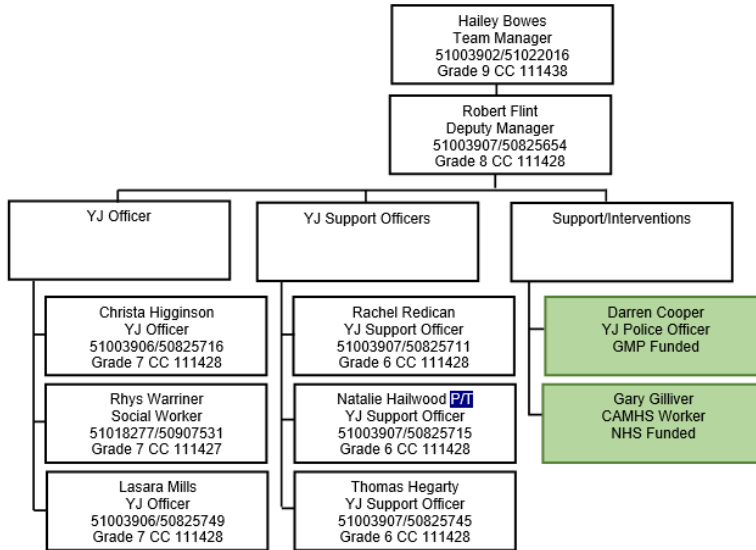 Hailey Bowes
Team Manager
51003902/51022016
Grade 9 CC 111438
Robert Flint
Deputy Manager
51003907/50825654
Grade 8 CC 111428
YJ Officer
YJ Support Officers
Support/Interventions
Christa Higginson
YJ Officer
51003906/50825716
Grade 7 CC 111428
Rachel Redican
YJ Support Officer
51003907/50825711
Grade 6 CC 111428
Darren Cooper
YJ Police Officer
GMP Funded
Rhys Warriner
Social Worker
51018277/50907531
Grade 7 CC 111427
Natalie Hailwood P/T
YJ Support Officer
51003907/50825715
Grade 6 CC 111428
Gary Gilliver
CAMHS Worker
NHS Funded
Lasara Mills
YJ Officer
51003906/50825749
Grade 7 CC 111428
Thomas Hegarty
YJ Support Officer
51003907/50825745
Grade 6 CC 111428